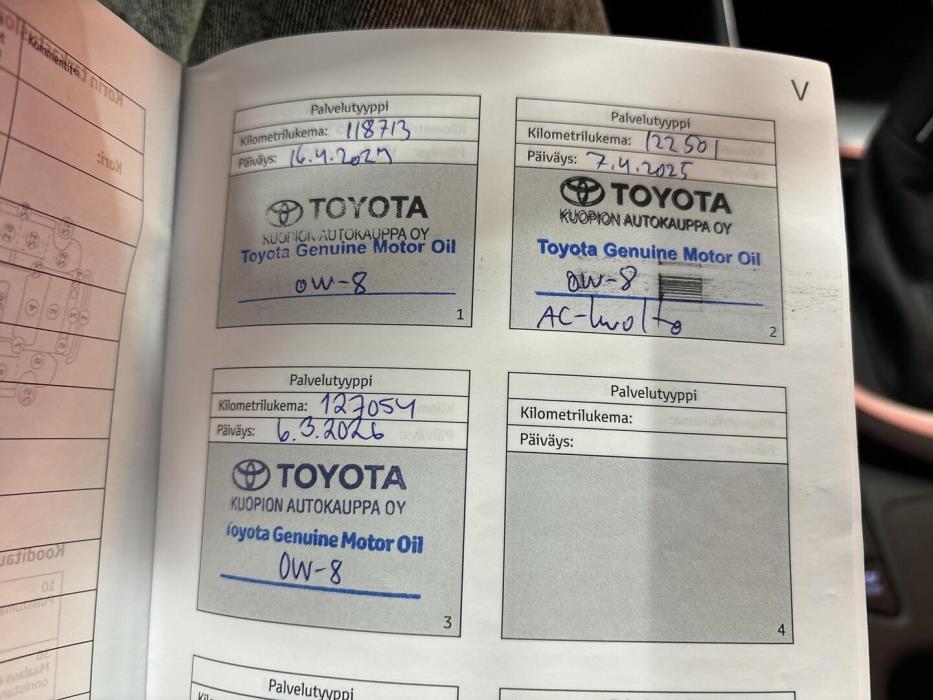 Kommentit
V
Palvelutyyppi
Kilometrilukema: 118713
Päiväys: 16.4.2024
TOYOTA
KUOPION AUTOKAUPPA OY
Toyota Genuine Motor Oil
0W-8
1
Palvelutyyppi
Kilometrilukema: 122501
Päiväys: 7.4.2025
TOYOTA
KUOPION AUTOKAUPPA OY
Toyota Genuine Motor Oil
0W-8
AC-huolto
2
Palvelutyyppi
Kilometrilukema: 127054
Päiväys: 6.3.2026
TOYOTA
KUOPION AUTOKAUPPA OY
Toyota Genuine Motor Oil
0W-8
3
Palvelutyyppi
Kilometrilukema:
Päiväys:
4
Palvelutyyppi